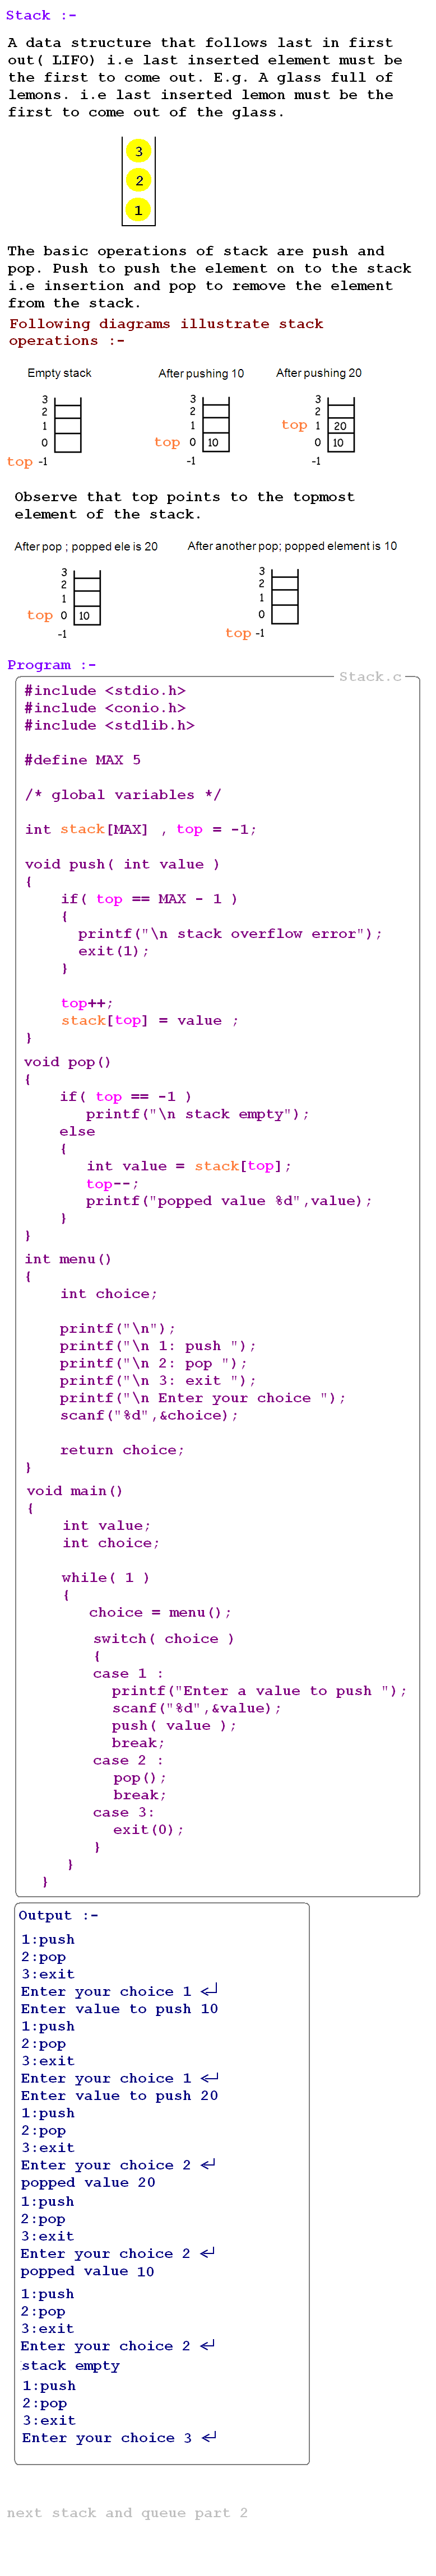 Stack :-
A data structure that follows last in first
out( LIFO) i.e last inserted element must be
the first to come out. E.g. A glass full of
lemons. i.e last inserted lemon must be the
first to come out of the glass.
3
2
1
The basic operations of stack are push and
pop. Push to push the element on to the stack
i.e insertion and pop to remove the element
from the stack.
Following diagrams illustrate stack
operations :-
Empty stack
3
2
1
0
top -1
After pushing 10
3
2
1
top 0 10
-1
After pushing 20
3
2
top 1 20
0 10
-1
Observe that top points to the topmost
element of the stack.
After pop ; popped ele is 20
3
2
1
top 0 10
-1
After another pop; popped element is 10
3
2
1
0
top -1
Program :-
Stack.c
#include <stdio.h>
#include <conio.h>
#include <stdlib.h>
#define MAX 5
/* global variables */
int stack[MAX] , top = -1;
void push( int value )
{
if( top == MAX - 1 )
{
printf("\n stack overflow error");
exit(1);
}
top++;
stack[top] = value ;
}
void pop()
{
if( top == -1 )
printf("\n stack empty");
else
{
int value = stack[top];
top--;
printf("popped value %d",value);
}
}
int menu()
{
int choice;
printf("\n");
printf("\n 1: push ");
printf("\n 2: pop ");
printf("\n 3: exit ");
printf("\n Enter your choice ");
scanf("%d",&choice);
return choice;
}
void main()
{
int value;
int choice;
while( 1 )
{
choice = menu();
switch( choice )
{
case 1 :
printf("Enter a value to push ");
scanf("%d",&value);
push( value );
break;
case 2 :
pop();
break;
case 3:
exit(0);
}
}
}
Output :-
1:push
2:pop
3:exit
Enter your choice 1 ↵
Enter value to push 10
1:push
2:pop
3:exit
Enter your choice 1 ↵
Enter value to push 20
1:push
2:pop
3:exit
Enter your choice 2 ↵
popped value 20
1:push
2:pop
3:exit
Enter your choice 2 ↵
popped value 10
1:push
2:pop
3:exit
Enter your choice 2 ↵
stack empty
1:push
2:pop
3:exit
Enter your choice 3 ↵
next stack and queue part 2